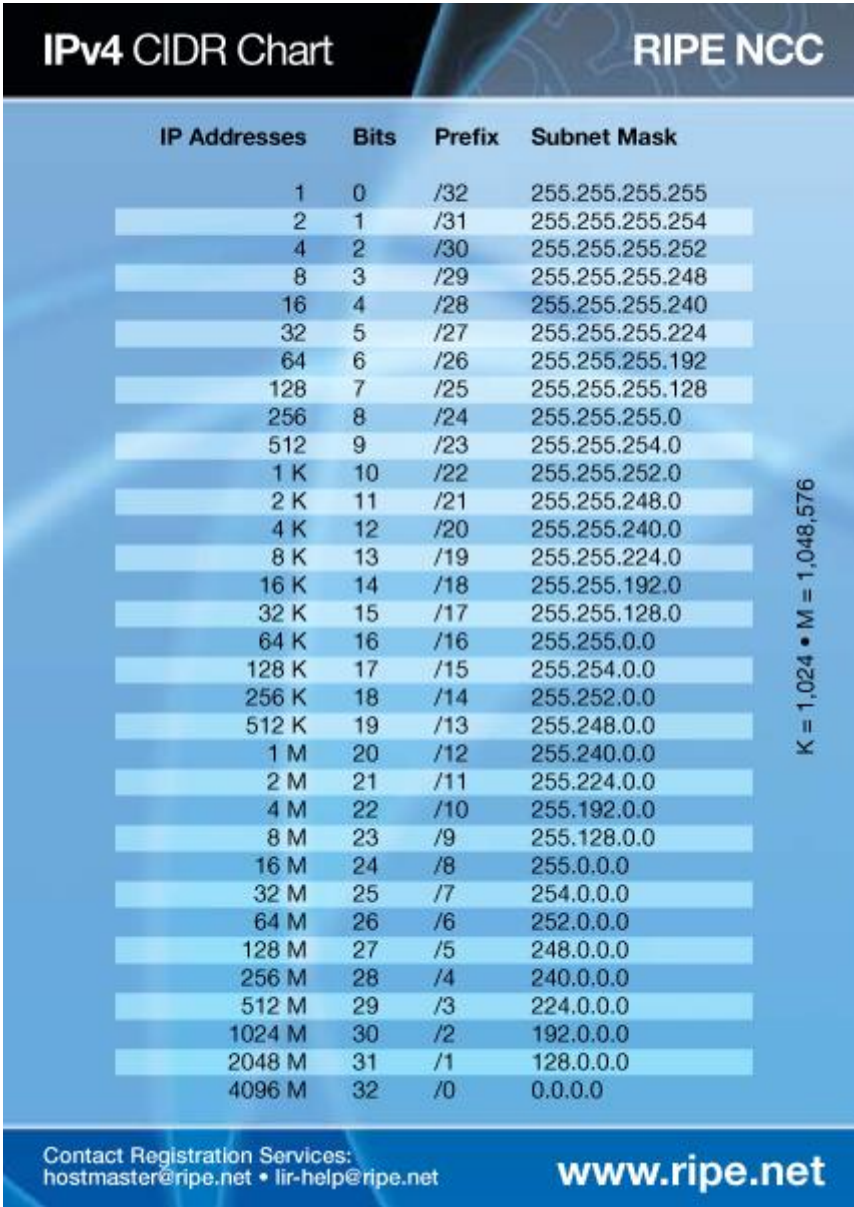 IPv4 CIDR Chart RIPE NCC
IP Addresses Bits Prefix Subnet Mask
1 0 /32 255.255.255.255
2 1 /31 255.255.255.254
4 2 /30 255.255.255.252
8 3 /29 255.255.255.248
16 4 /28 255.255.255.240
32 5 /27 255.255.255.224
64 6 /26 255.255.255.192
128 7 /25 255.255.255.128
256 8 /24 255.255.255.0
512 9 /23 255.255.254.0
1 K 10 /22 255.255.252.0
2 K 11 /21 255.255.248.0
4 K 12 /20 255.255.240.0
8 K 13 /19 255.255.224.0
16 K 14 /18 255.255.192.0
32 K 15 /17 255.255.128.0
64 K 16 /16 255.255.0.0
128 K 17 /15 255.254.0.0
256 K 18 /14 255.252.0.0
512 K 19 /13 255.248.0.0
1 M 20 /12 255.240.0.0
2 M 21 /11 255.224.0.0
4 M 22 /10 255.192.0.0
8 M 23 /9 255.128.0.0
16 M 24 /8 255.0.0.0
32 M 25 /7 254.0.0.0
64 M 26 /6 252.0.0.0
128 M 27 /5 248.0.0.0
256 M 28 /4 240.0.0.0
512 M 29 /3 224.0.0.0
1024 M 30 /2 192.0.0.0
2048 M 31 /1 128.0.0.0
4096 M 32 /0 0.0.0.0
K = 1,024 • M = 1,048,576
Contact Registration Services:
hostmaster@ripe.net • lir-help@ripe.net
www.ripe.net